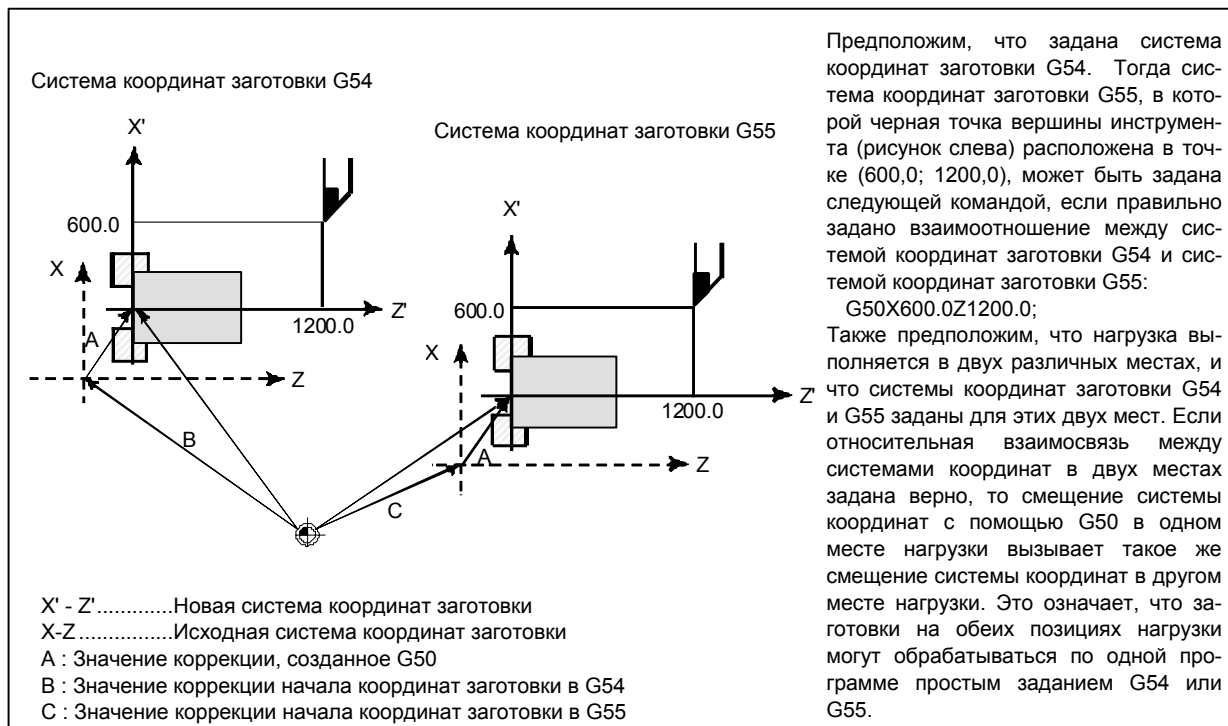 Система координат заготовки G54
X'
600.0
X
A
1200.0
Z'
Z
B
Система координат заготовки G55
X'
600.0
X
1200.0
Z'
A
Z
C
X' - Z'.............Новая система координат заготовки
X-Z................Исходная система координат заготовки
A : Значение коррекции, созданное G50
B : Значение коррекции начала координат заготовки в G54
C : Значение коррекции начала координат заготовки в G55
Предположим, что задана система
координат заготовки G54. Тогда сис-
тема координат заготовки G55, в кото-
рой черная точка вершины инструмен-
та (рисунок слева) расположена в точ-
ке (600,0; 1200,0), может быть задана
следующей командой, если правильно
задано взаимоотношение между сис-
темой координат заготовки G54 и сис-
темой координат заготовки G55:
G50X600.0Z1200.0;
Также предположим, что нагрузка вы-
полняется в двух различных местах, и
что системы координат заготовки G54
и G55 заданы для этих двух мест. Если
относительная взаимосвязь между
системами координат в двух местах
задана верно, то смещение системы
координат с помощью G50 в одном
месте нагрузки вызывает такое же
смещение системы координат в другом
месте нагрузки. Это означает, что за-
готовки на обеих позициях нагрузки
могут обрабатываться по одной про-
грамме простым заданием G54 или
G55.